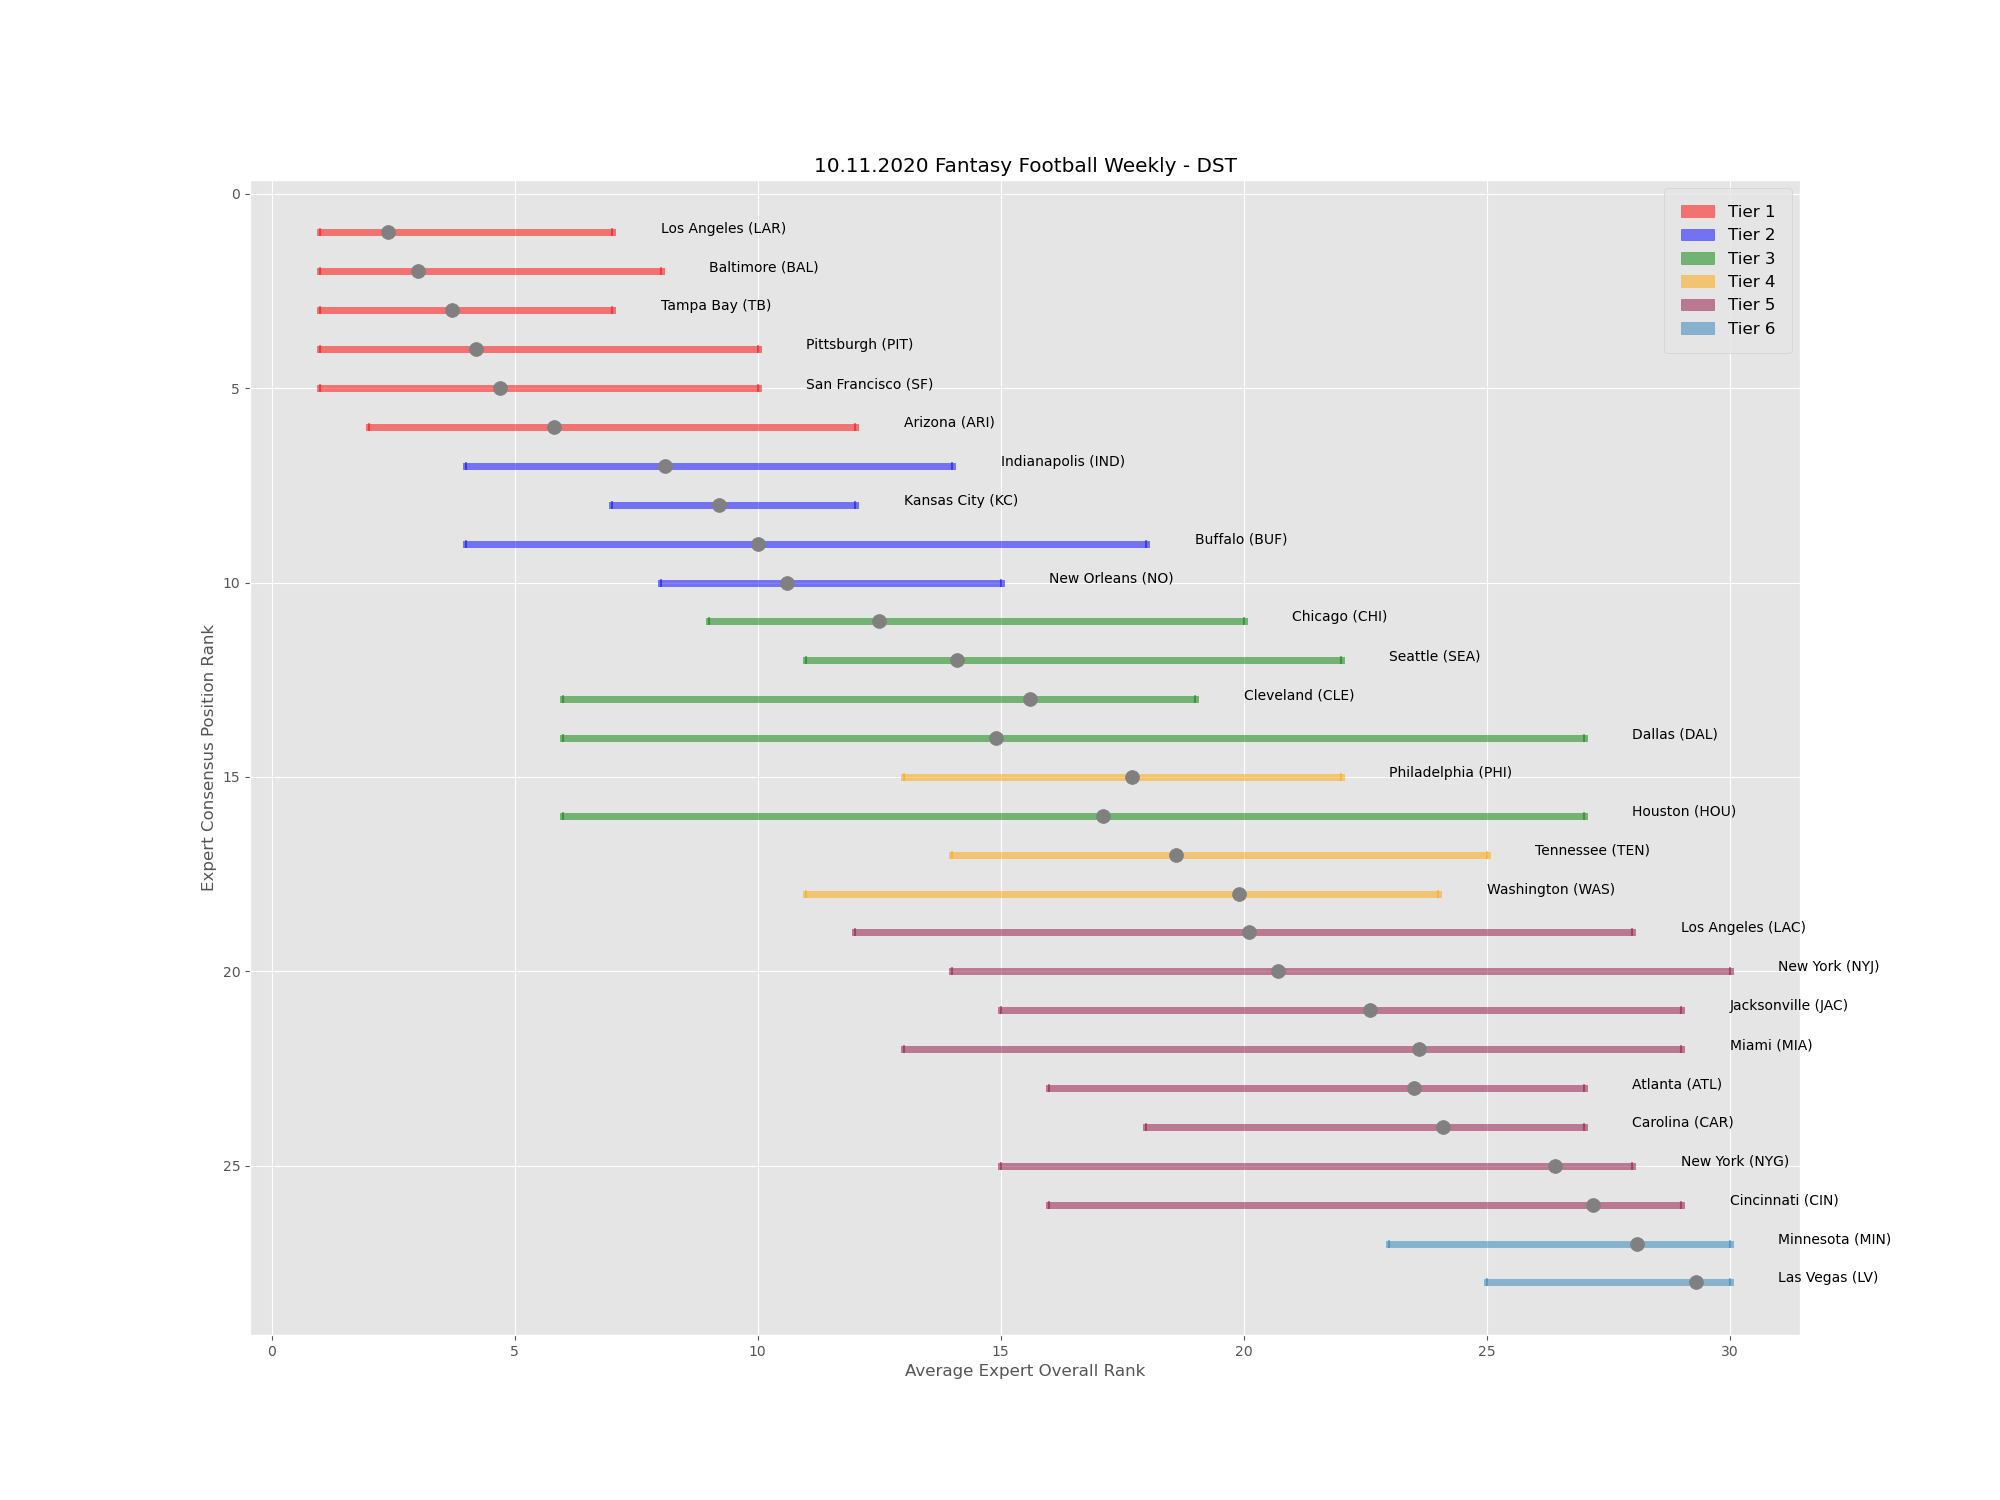 10.11.2020 Fantasy Football Weekly - DST
0
Tier 1
Los Angeles (LAR)
Tier 2
Tier 3
Baltimore (BAL)
Tier 4
Tampa Bay (TB)
Tier 5
Tier 6
Pittsburgh (PIT)
5
San Francisco (SF)
Arizona (ARI)
Indianapolis (IND)
Kansas City (KC)
Buffalo (BUF)
10
New Orleans (NO)
Chicago (CHI)
Seattle (SEA)
Cleveland (CLE)
Dallas (DAL)
Expert Consensus Position Rank
15
Philadelphia (PHI)
Houston (HOU)
Tennessee (TEN)
Washington (WAS)
Los Angeles (LAC)
20
New York (NYJ)
Jacksonville (JAC)
Miami (MIA)
Atlanta (ATL)
Carolina (CAR)
25
New York (NYG)
Cincinnati (CIN)
Minnesota (MIN)
Las Vegas (LV)
0 5 10 15 20 25 30
Average Expert Overall Rank